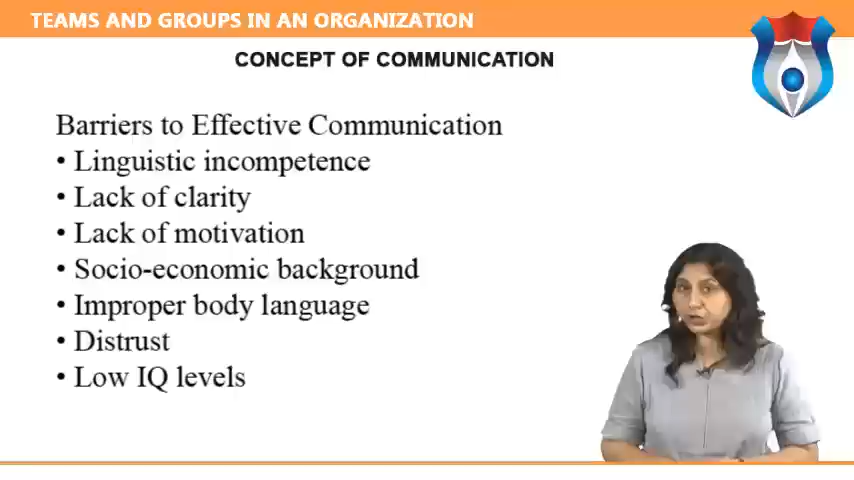 TEAMS AND GROUPS IN AN ORGANIZATION
CONCEPT OF COMMUNICATION
Barriers to Effective Communication
• Linguistic incompetence
• Lack of clarity
• Lack of motivation
• Socio-economic background
• Improper body language
• Distrust
• Low IQ levels